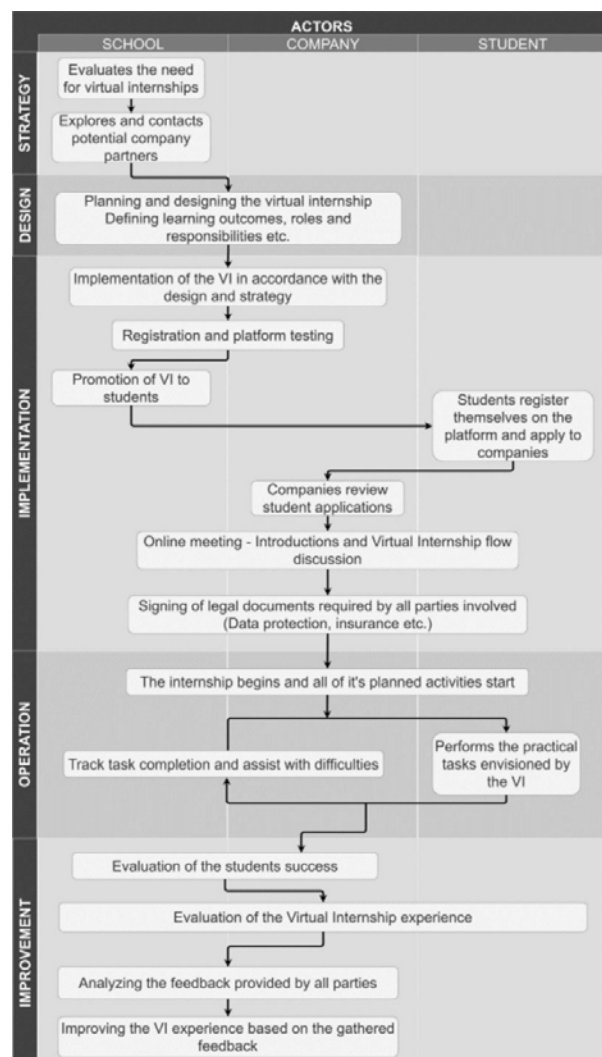 ACTORS
SCHOOL COMPANY STUDENT
STRATEGY
Evaluates the need
for virtual internships
Explores and contacts
potential company
partners
DESIGN
Planning and designing the virtual internship
Defining learning outcomes, roles and
responsibilities etc.
IMPLEMENTATION
Implementation of the VI in accordance with the
design and strategy
Registration and platform testing
Promotion of VI to
students
Students register
themselves on the
platform and apply to
companies
Companies review
student applications
Online meeting - Introductions and Virtual Internship flow
discussion
Signing of legal documents required by all parties involved
(Data protection, insurance etc.)
OPERATION
The internship begins and all of it's planned activities start
Track task completion and assist with difficulties
Performs the practical
tasks envisioned by
the VI
IMPROVEMENT
Evaluation of the students success
Evaluation of the Virtual Internship experience
Analyzing the feedback provided by all parties
Improving the VI experience based on the gathered
feedback